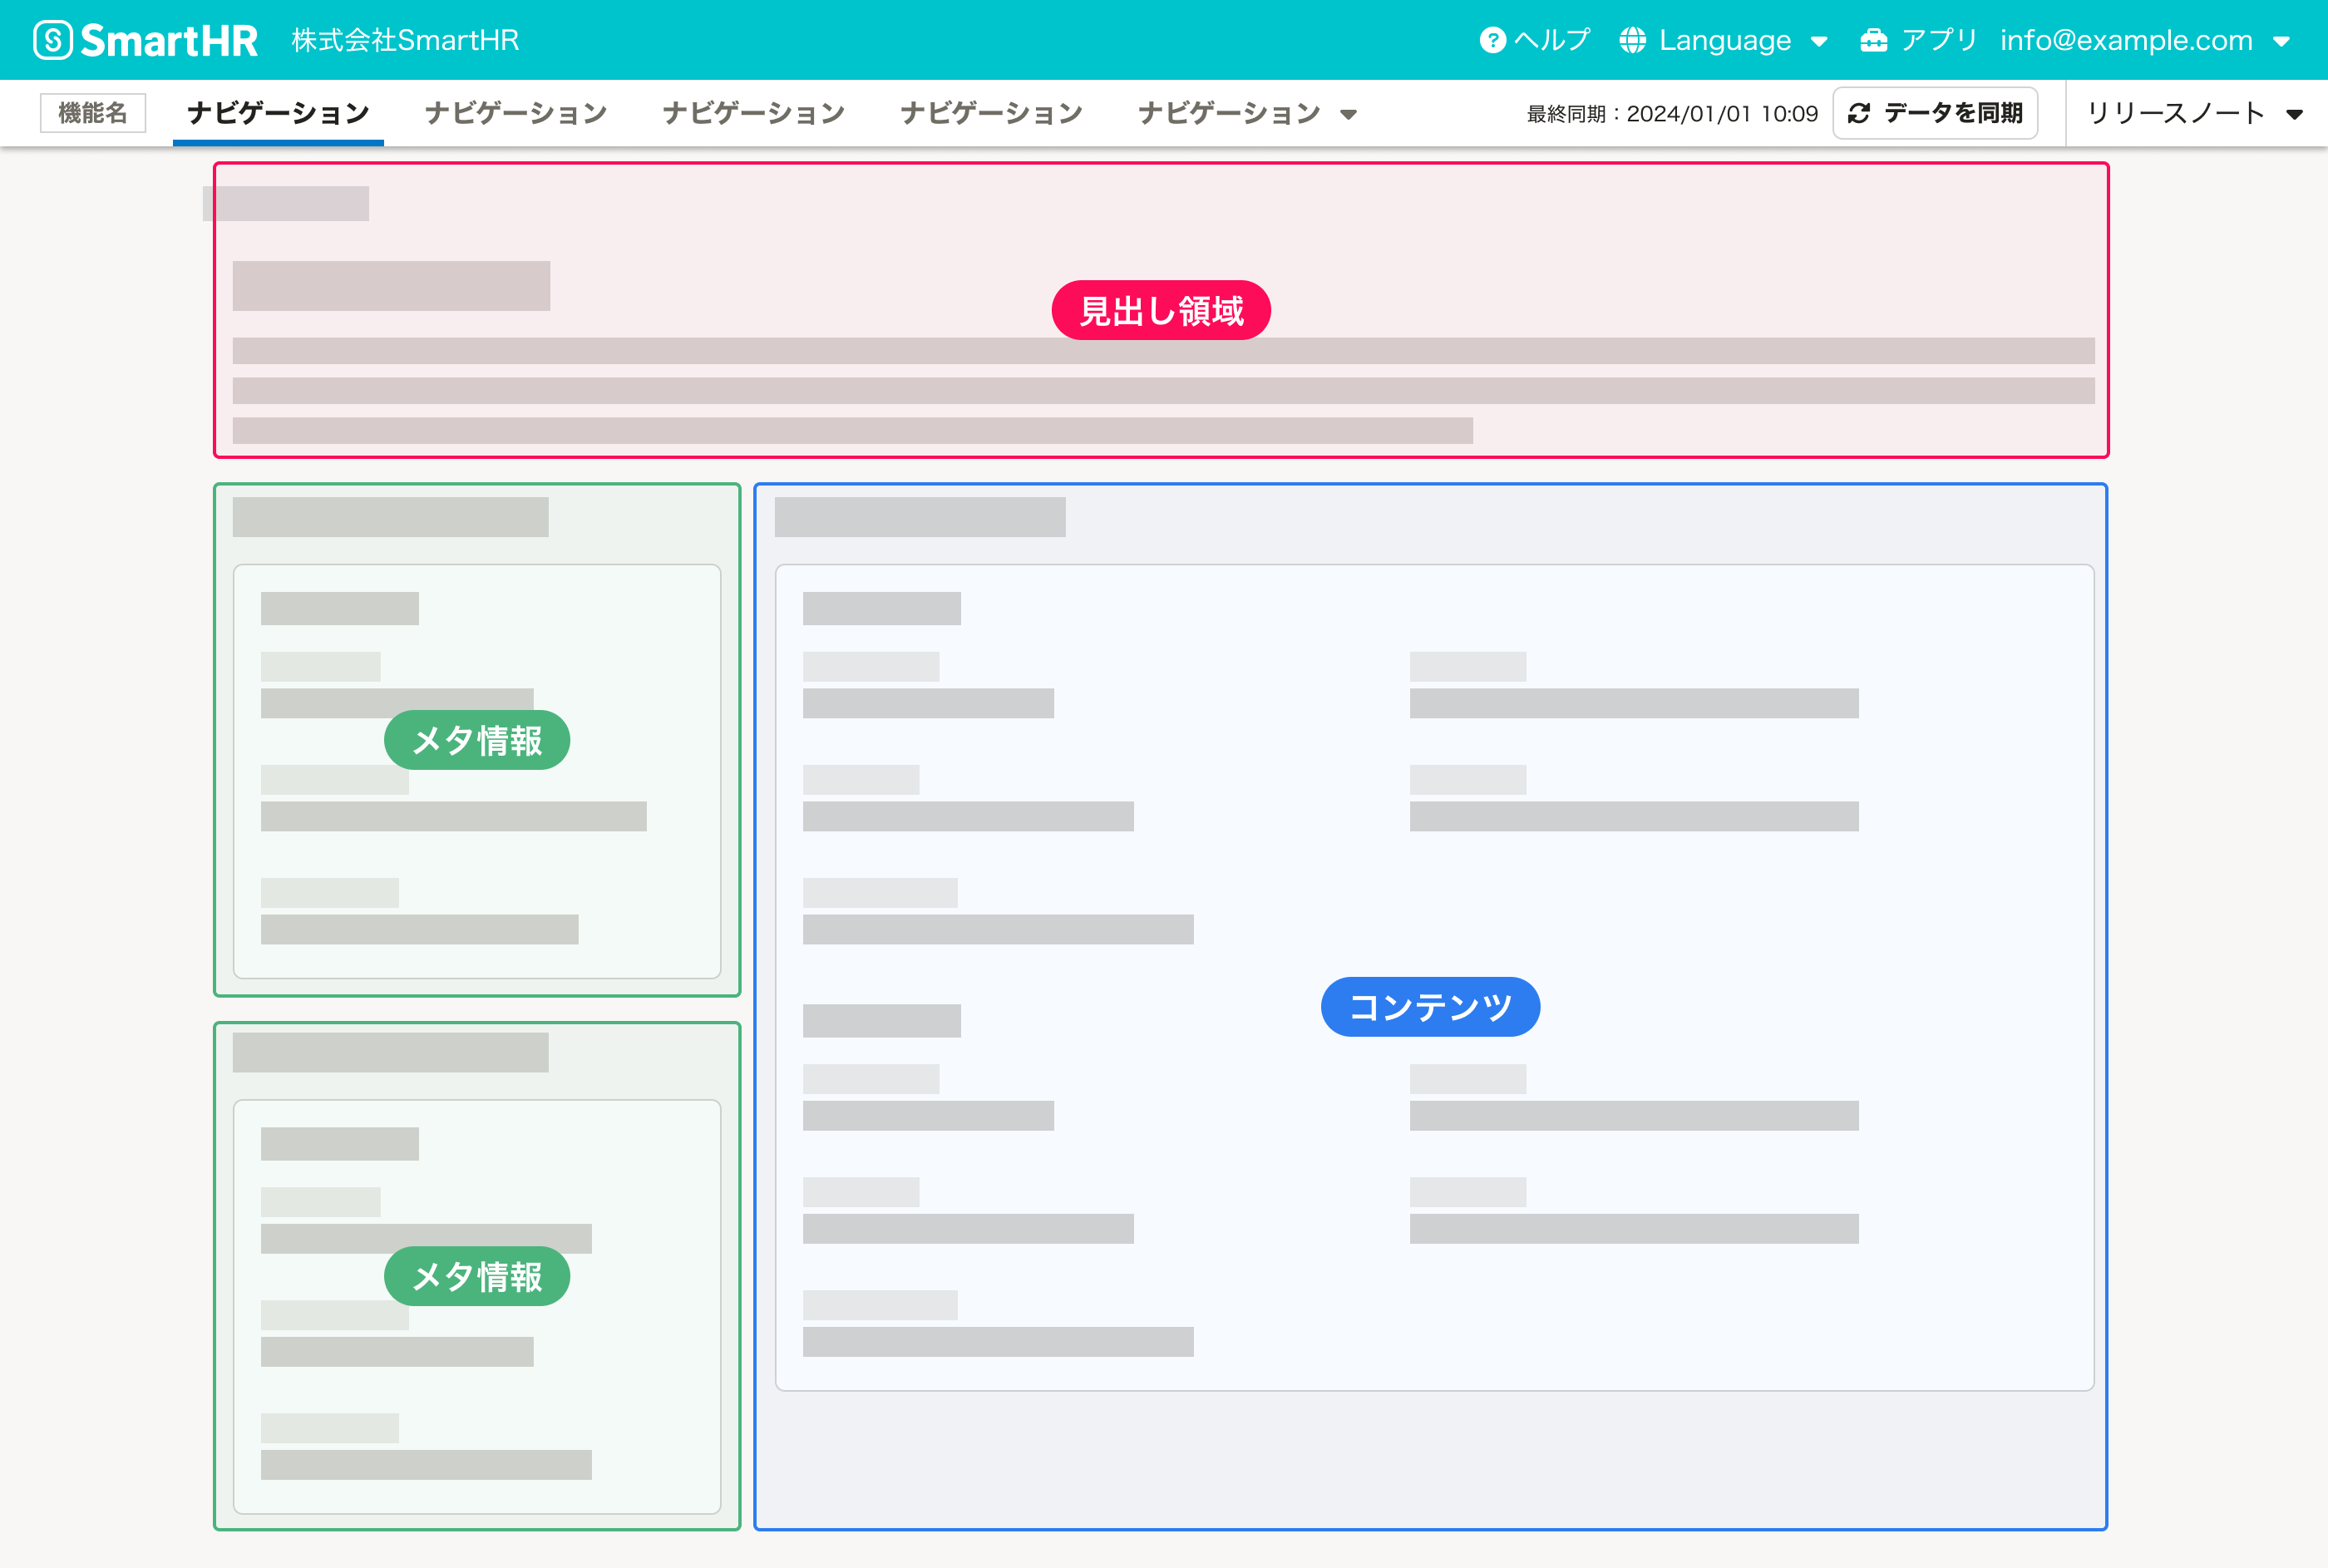 SmartHR 株式会社SmartHR ヘルプ Language アプリ info@example.com
機能名 ナビゲーション ナビゲーション ナビゲーション ナビゲーション ナビゲーション 最終同期：2024/01/01 10:09 データを同期 リリースノート
見出し領域
メタ情報
コンテンツ
メタ情報